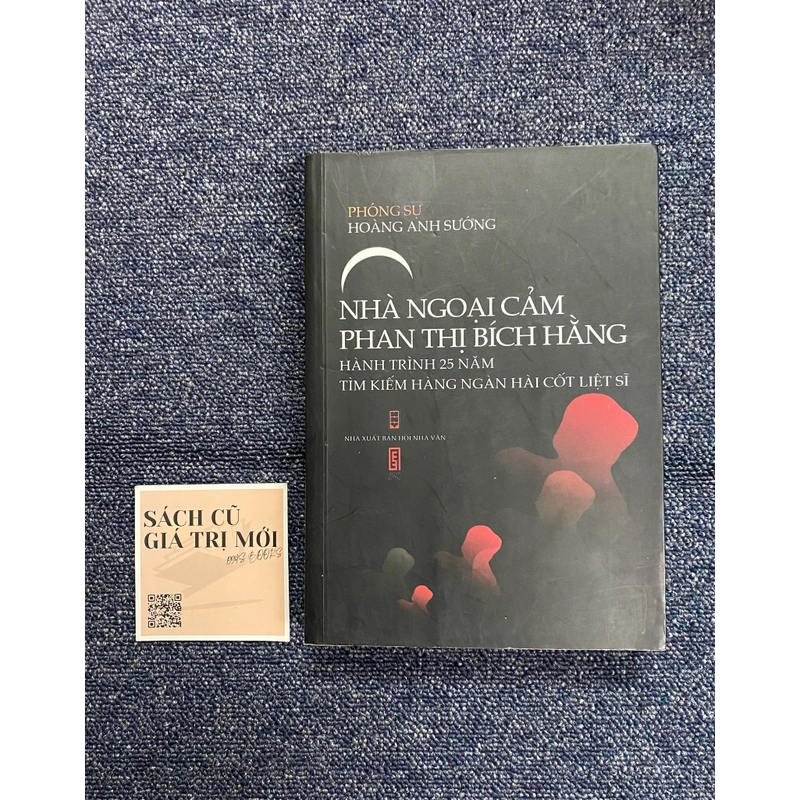 PHÓNG SỰ
HOÀNG ANH SƯỚNG
NHÀ NGOẠI CẢM
PHAN THỊ BÍCH HẰNG
HÀNH TRÌNH 25 NĂM
TÌM KIẾM HÀNG NGÀN HÀI CỐT LIỆT SĨ
NHÀ XUẤT BẢN HỘI NHÀ VĂN
SÁCH CŨ
GIÁ TRỊ MỚI